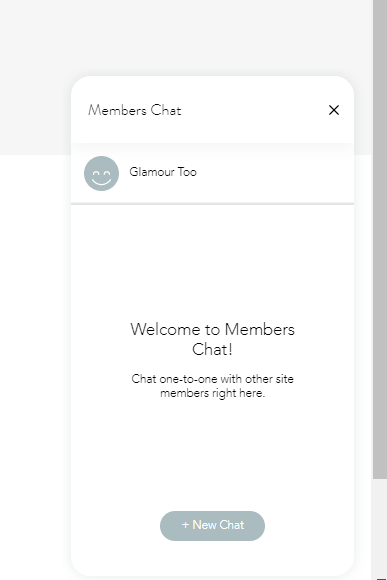 Members Chat
Glamour Too
Welcome to Members
Chat!
Chat one-to-one with other site
members right here.
+ New Chat